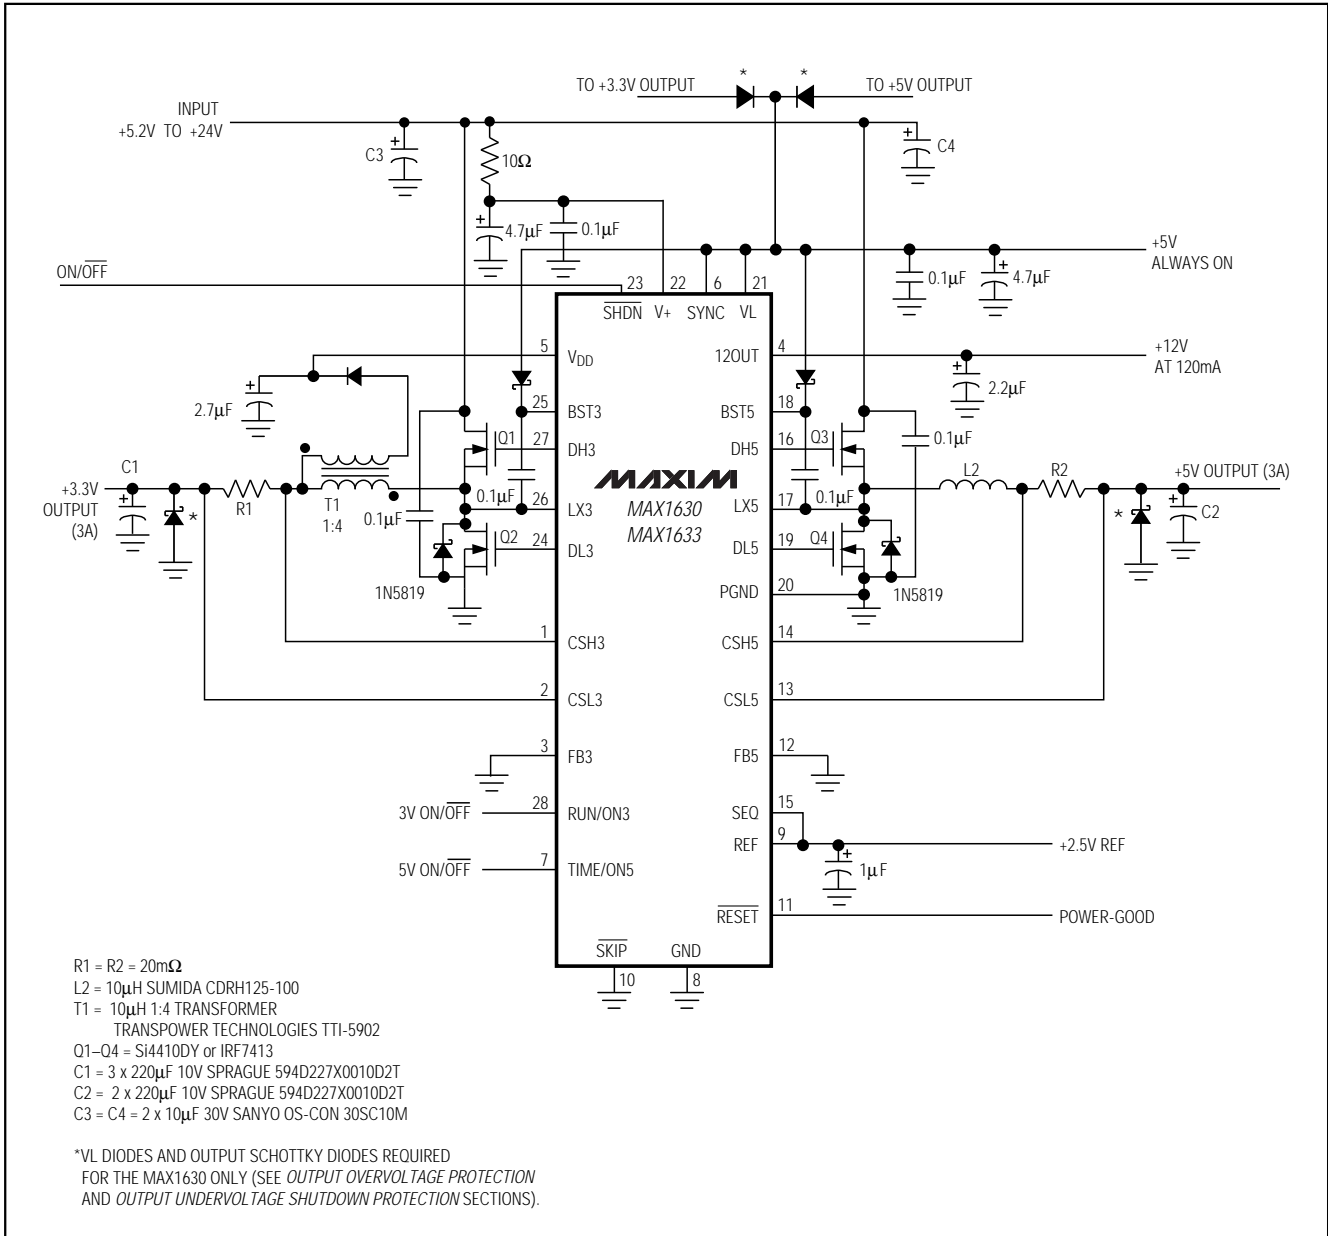 TO +3.3V OUTPUT
*
*
TO +5V OUTPUT
INPUT
+5.2V TO +24V
C3
+
10Ω
+
C4
+
4.7µF
0.1µF
ON/OFF
+5V
ALWAYS ON
0.1µF
+
4.7µF
23
22
6
21
SHDN
V+
SYNC
VL
5
VDD
12OUT
4
+12V
AT 120mA
+
2.2µF
+
2.7µF
25
BST3
BST5
18
Q1
27
DH3
DH5
16
Q3
0.1µF
C1
+3.3V
OUTPUT
(3A)
+
*
R1
T1
1:4
0.1µF
0.1µF
26
LX3
MAXIM
MAX1630
MAX1633
LX5
17
0.1µF
L2
R2
+5V OUTPUT (3A)
*
+
C2
Q2
24
DL3
DL5
19
Q4
1N5819
PGND
20
1N5819
1
CSH3
CSH5
14
2
CSL3
CSL5
13
3
FB3
FB5
12
3V ON/OFF
28
RUN/ON3
SEQ
15
REF
9
+2.5V REF
+
1µF
5V ON/OFF
7
TIME/ON5
RESET
11
POWER-GOOD
SKIP
GND
10
8
R1 = R2 = 20mΩ
L2 = 10µH SUMIDA CDRH125-100
T1 = 10µH 1:4 TRANSFORMER
TRANSPOWER TECHNOLOGIES TTI-5902
Q1–Q4 = Si4410DY or IRF7413
C1 = 3 x 220µF 10V SPRAGUE 594D227X0010D2T
C2 = 2 x 220µF 10V SPRAGUE 594D227X0010D2T
C3 = C4 = 2 x 10µF 30V SANYO OS-CON 30SC10M
*VL DIODES AND OUTPUT SCHOTTKY DIODES REQUIRED
FOR THE MAX1630 ONLY (SEE OUTPUT OVERVOLTAGE PROTECTION
AND OUTPUT UNDERVOLTAGE SHUTDOWN PROTECTION SECTIONS).